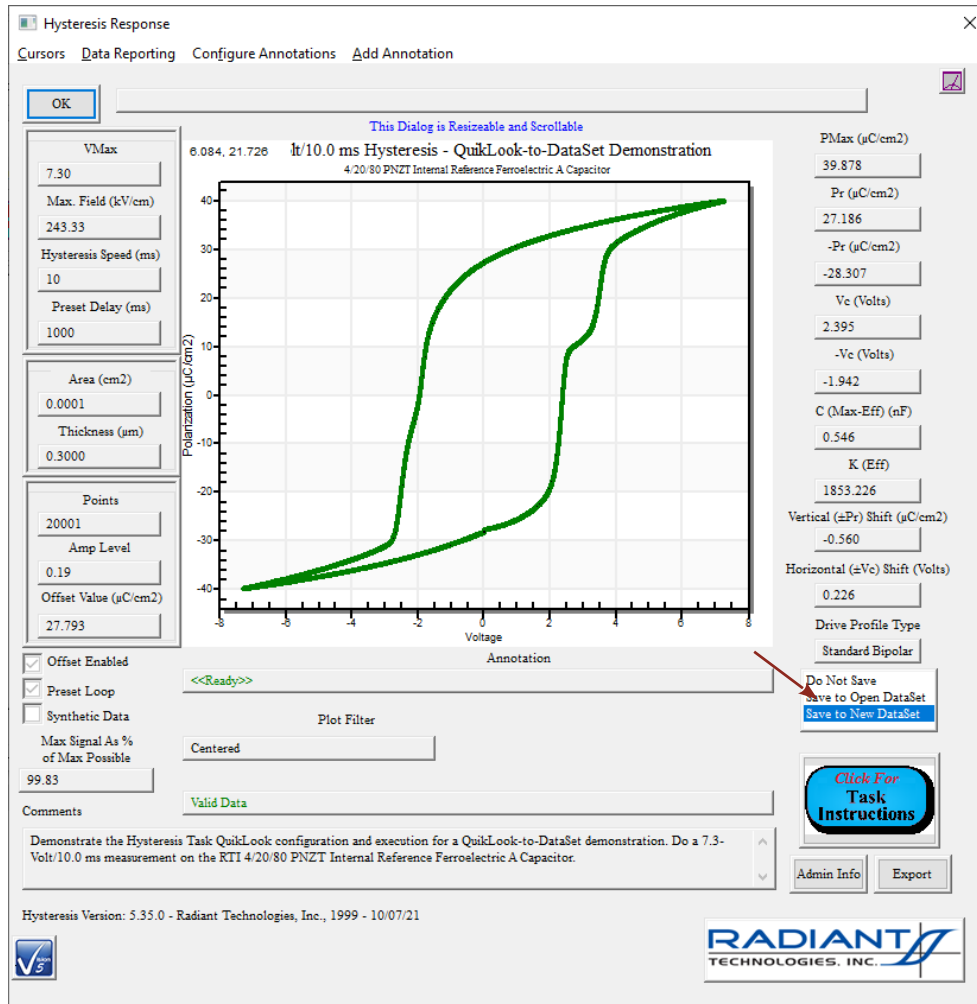 Hysteresis Response
Cursors Data Reporting Configure Annotations Add Annotation
OK
This Dialog is Resizeable and Scrollable
VMax
7.30
Max. Field (kV/cm)
243.33
Hysteresis Speed (ms)
10
Preset Delay (ms)
1000
Area (cm2)
0.0001
Thickness (µm)
0.3000
Points
20001
Amp Level
0.19
Offset Value (µC/cm2)
27.793
Offset Enabled
Preset Loop
Synthetic Data
Max Signal As %
of Max Possible
99.83
6.084, 21.726 lt/10.0 ms Hysteresis - QuikLook-to-DataSet Demonstration
4/20/80 PNZT Internal Reference Ferroelectric A Capacitor
Polarization (µC/cm2)
40
30
20
10
0
-10
-20
-30
-40
-8 -6 -4 -2 0 2 4 6 8
Voltage
Annotation
<<Ready>>
Plot Filter
Centered
Valid Data
PMax (µC/cm2)
39.878
Pr (µC/cm2)
27.186
-Pr (µC/cm2)
-28.307
Vc (Volts)
2.395
-Vc (Volts)
-1.942
C (Max-Eff) (nF)
0.546
K (Eff)
1853.226
Vertical (±Pr) Shift (µC/cm2)
-0.560
Horizontal (±Vc) Shift (Volts)
0.226
Drive Profile Type
Standard Bipolar
Do Not Save
Save to Open DataSet
Save to New DataSet
Click For
Task
Instructions
Comments
Demonstrate the Hysteresis Task QuikLook configuration and execution for a QuikLook-to-DataSet demonstration. Do a 7.3-
Volt/10.0 ms measurement on the RTI 4/20/80 PNZT Internal Reference Ferroelectric A Capacitor.
Admin Info Export
Hysteresis Version: 5.35.0 - Radiant Technologies, Inc., 1999 - 10/07/21
RADIANT
TECHNOLOGIES, INC.